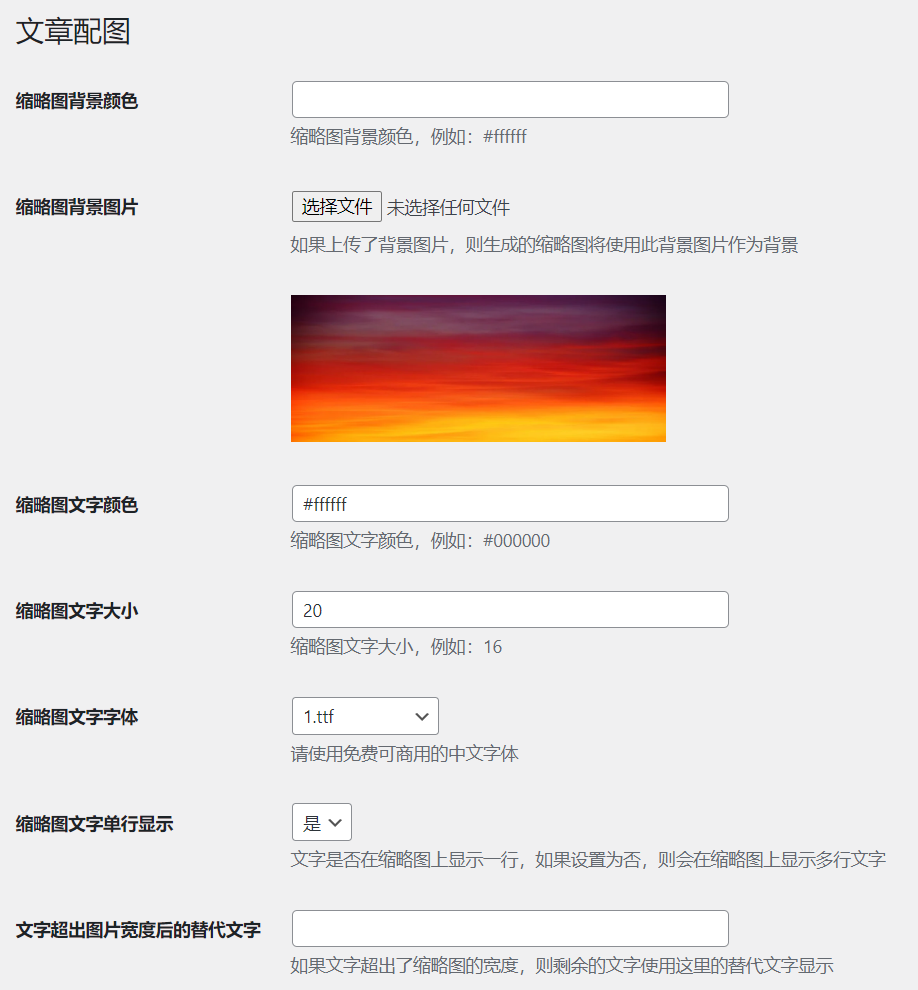 文章配图
缩略图背景颜色
缩略图背景颜色，例如：#ffffff
缩略图背景图片
选择文件 未选择任何文件
如果上传了背景图片，则生成的缩略图将使用此背景图片作为背景
缩略图文字颜色
#ffffff
缩略图文字颜色，例如：#000000
缩略图文字大小
20
缩略图文字大小，例如：16
缩略图文字字体
1.ttf
请使用免费可商用的中文字体
缩略图文字单行显示
是
文字是否在缩略图上显示一行，如果设置为否，则会在缩略图上显示多行文字
文字超出图片宽度后的替代文字
如果文字超出了缩略图的宽度，则剩余的文字使用这里的替代文字显示